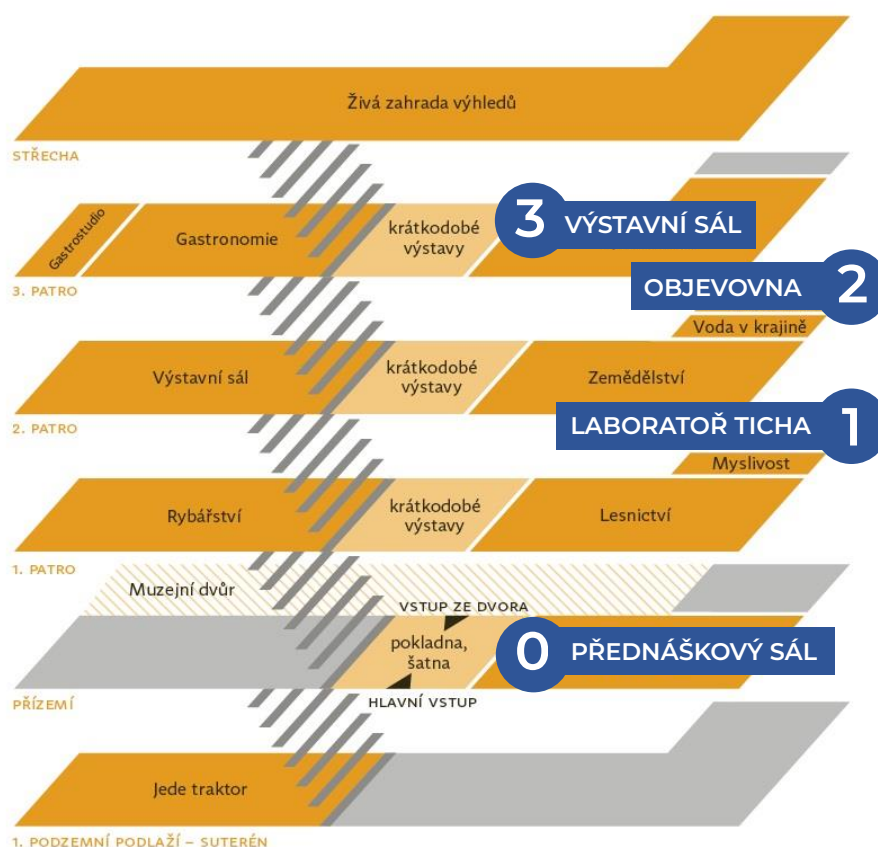 Živá zahrada výhledů
STŘECHA
Gastrostudio
Gastronomie
krátkodobé
výstavy
3 VÝSTAVNÍ SÁL
3. PATRO
OBJEVOVNA 2
Voda v krajině
Výstavní sál
krátkodobé
výstavy
Zemědělství
2. PATRO
LABORATOŘ TICHA 1
Myslivost
Rybářství
krátkodobé
výstavy
Lesnictví
1. PATRO
Muzejní dvůr
VSTUP ZE DVORA
pokladna,
šatna
0 PŘEDNÁŠKOVÝ SÁL
PŘÍZEMÍ
HLAVNÍ VSTUP
Jede traktor
1. PODZEMNÍ PODLAŽÍ – SUTERÉN